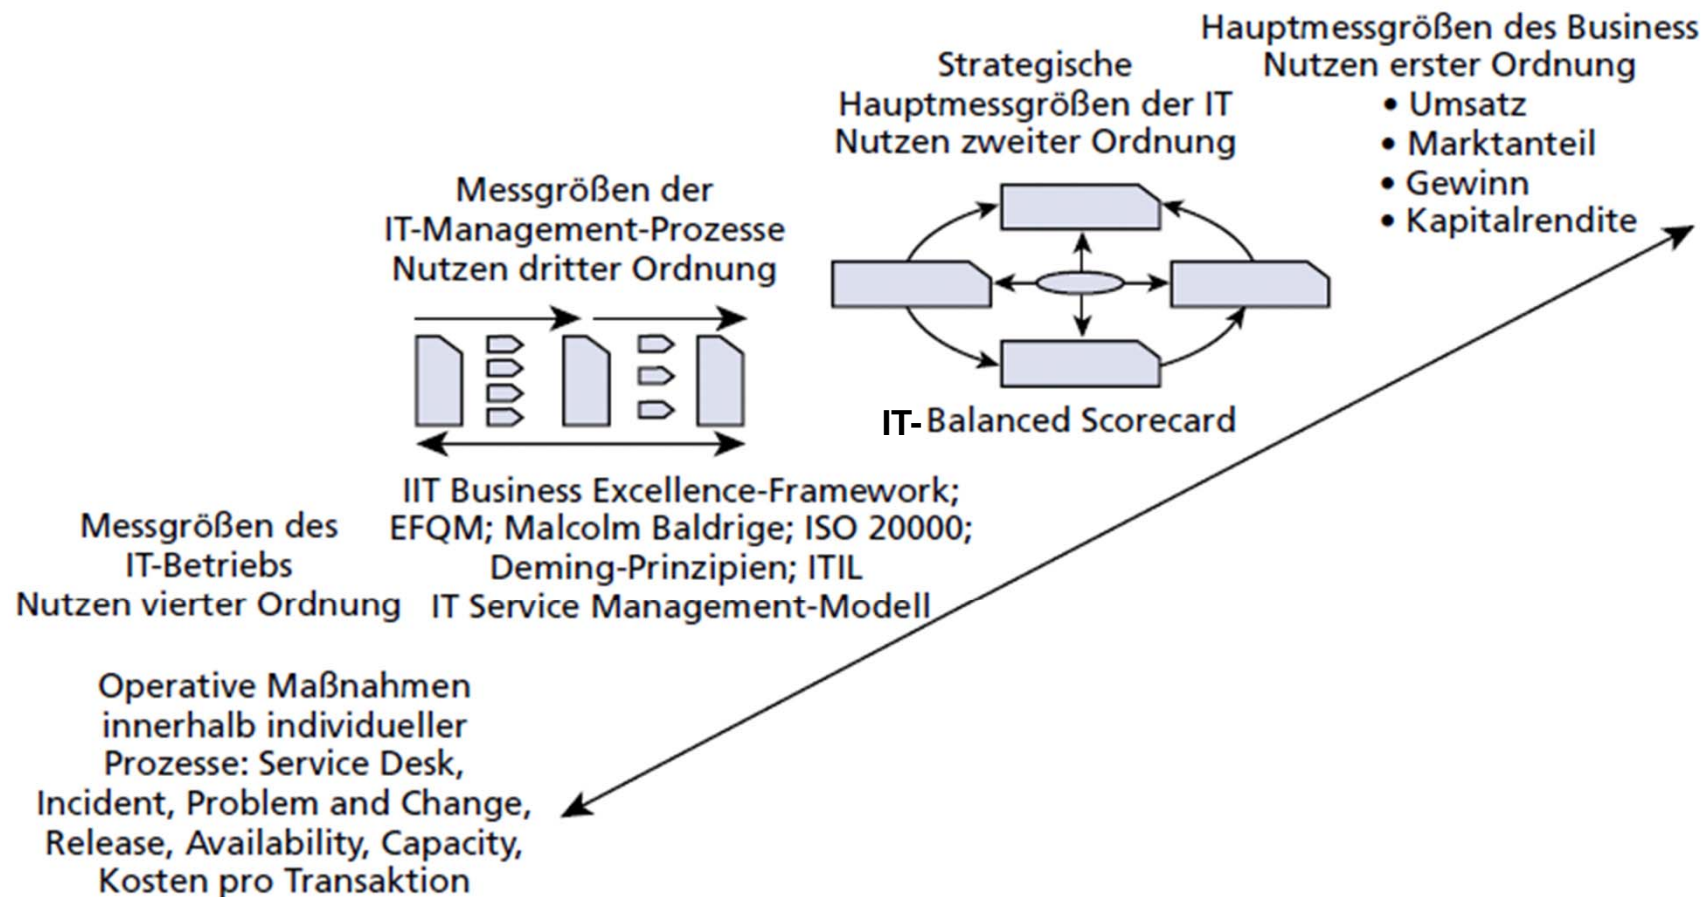 Hauptmessgrößen des Business
Nutzen erster Ordnung
• Umsatz
• Marktanteil
• Gewinn
• Kapitalrendite
Strategische
Hauptmessgrößen der IT
Nutzen zweiter Ordnung
IT-Balanced Scorecard
Messgrößen der
IT-Management-Prozesse
Nutzen dritter Ordnung
IIT Business Excellence-Framework;
EFQM; Malcolm Baldrige; ISO 20000;
Deming-Prinzipien; ITIL
IT Service Management-Modell
Messgrößen des
IT-Betriebs
Nutzen vierter Ordnung
Operative Maßnahmen
innerhalb individueller
Prozesse: Service Desk,
Incident, Problem and Change,
Release, Availability, Capacity,
Kosten pro Transaktion